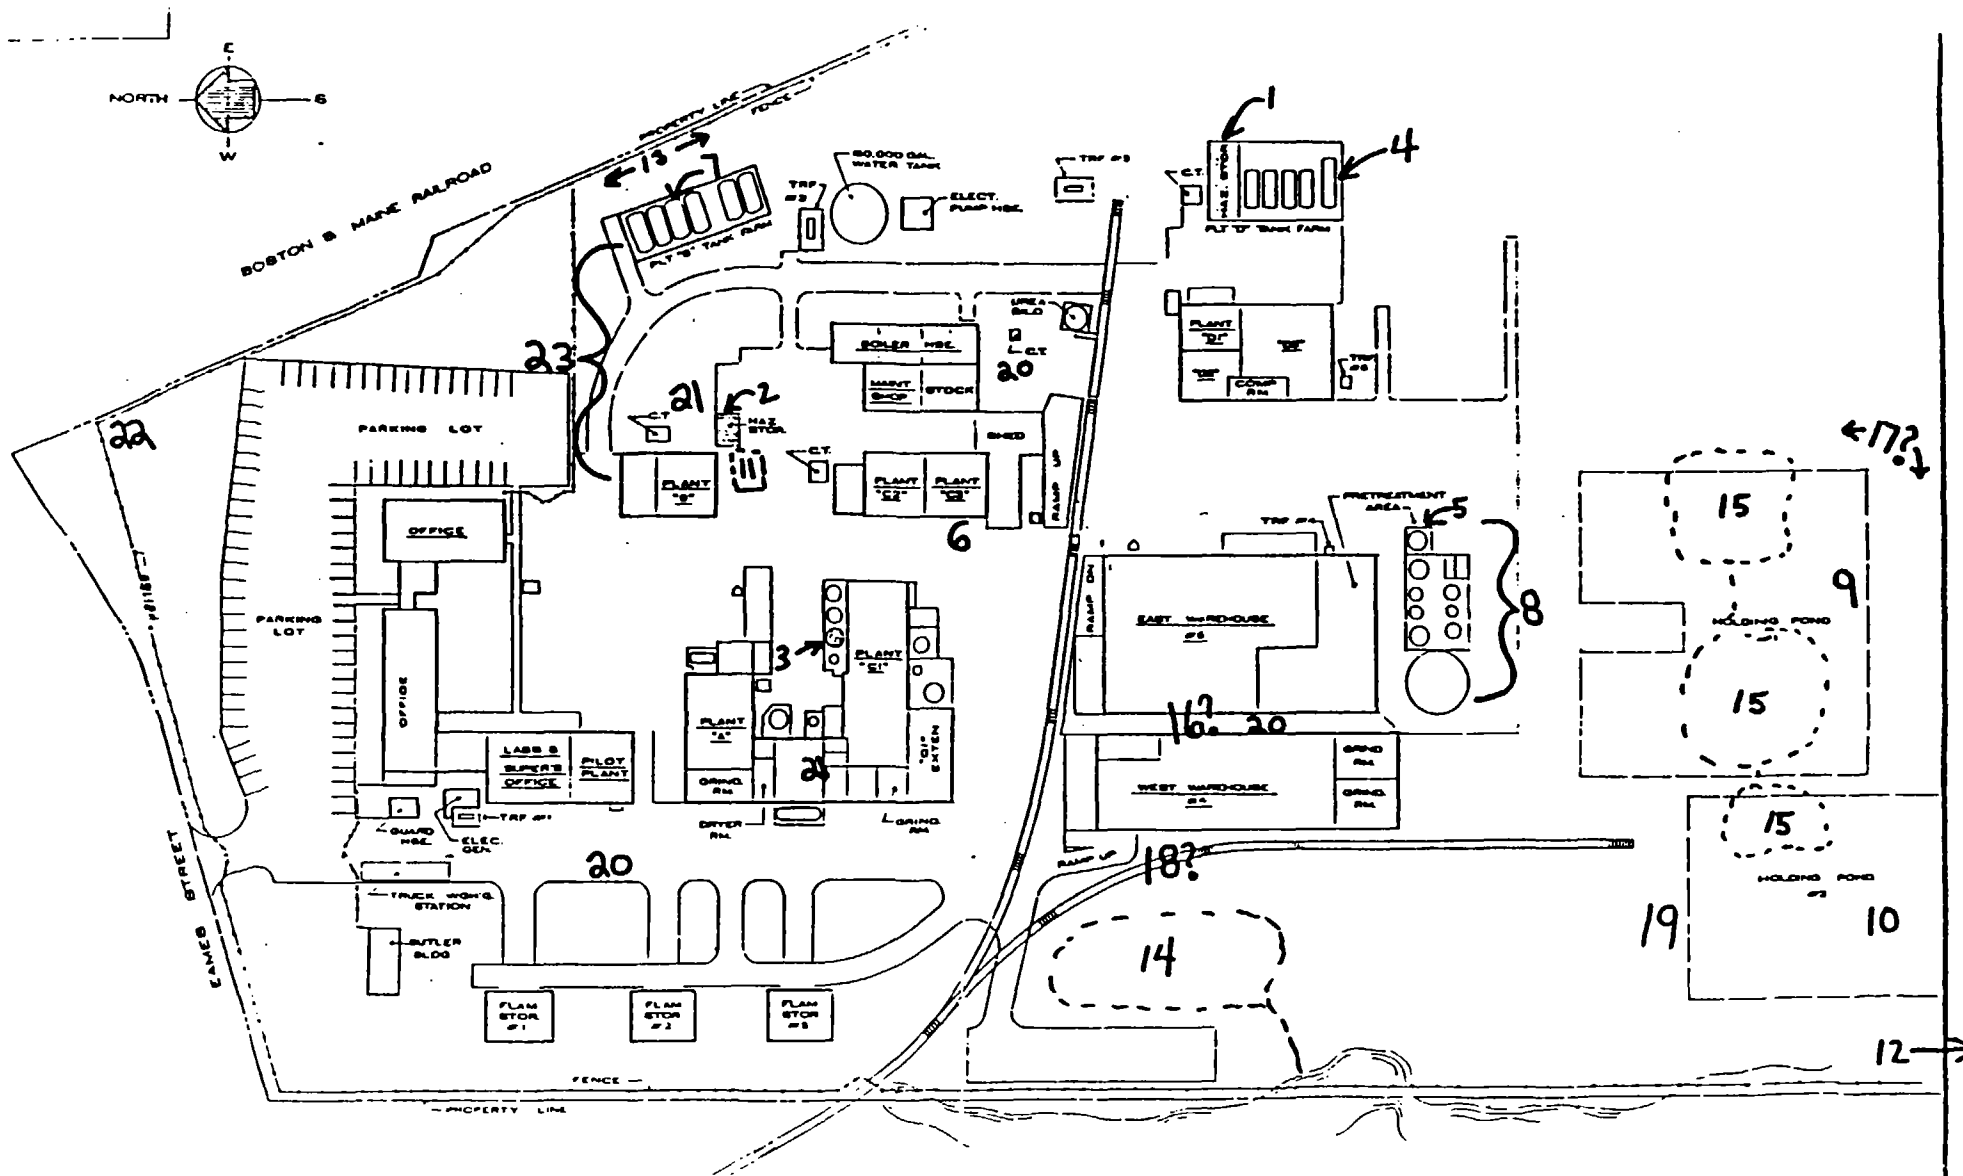 E
NORTH
S
W
BOSTON & MAINE RAILROAD
PROPERTY LINE
FENCE
13
7
PLT "B" TANK FARM
TRF
150,000 GAL.
WATER TANK
ELECT.
PUMP HSE.
TRF #3
C.T.
1
HAZ. STOR.
4
PLT "D" TANK FARM
23
21
2
HAZ
STOR.
C.T.
11
C.T.
PLANT
"B"
BOILER HSE.
MAINT
SHOP
STOCK
SHED
UREA
SILO
C.T.
20
RAMP UP
PLANT
"C2"
PLANT
"C3"
6
PLANT
"D1"
COMP
RM
22
PARKING LOT
OFFICE
PARKING
LOT
OFFICE
3
PLANT
"C1"
PLANT
"A"
GRIND.
RM
21
"C1"
EXTEN
DRYER
RM.
GRIND.
RM
LABS &
SUPER'S
OFFICE
PILOT
PLANT
GUARD
HSE.
ELEC.
GEN.
TRF #1
20
TRUCK WGH'G
STATION
BUTLER
BLDG
FLAM
STOR
#1
FLAM
STOR
#2
FLAM
STOR
#3
EAMES STREET
FENCE
PROPERTY LINE
PRETREATMENT
AREA
5
TRF #4
8
RAMP DN
EAST WAREHOUSE
16?
20
WEST WAREHOUSE
GRIND
RM
GRIND.
RM.
RAMP UP
18?
14
17?
15
9
HOLDING POND
15
15
HOLDING POND
#2
19
10
12